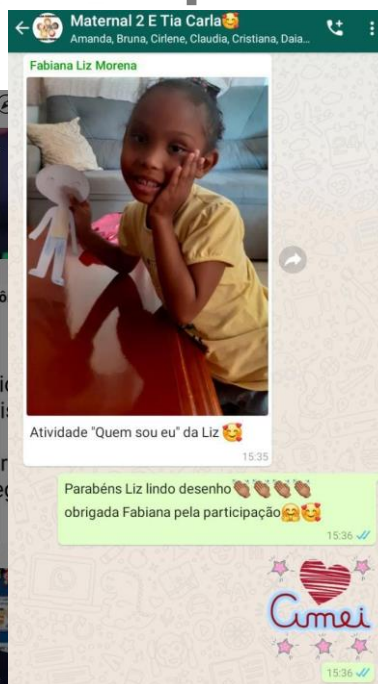 Maternal 2 E Tia Carla🥰
Amanda, Bruna, Cirlene, Claudia, Cristiana, Daia...
Fabiana Liz Morena
Atividade "Quem sou eu" da Liz 🥰
15:35
Parabéns Liz lindo desenho👏🏽👏🏽👏🏽👏🏽
obrigada Fabiana pela participação🤗🥰
15:36
Amei
15:36